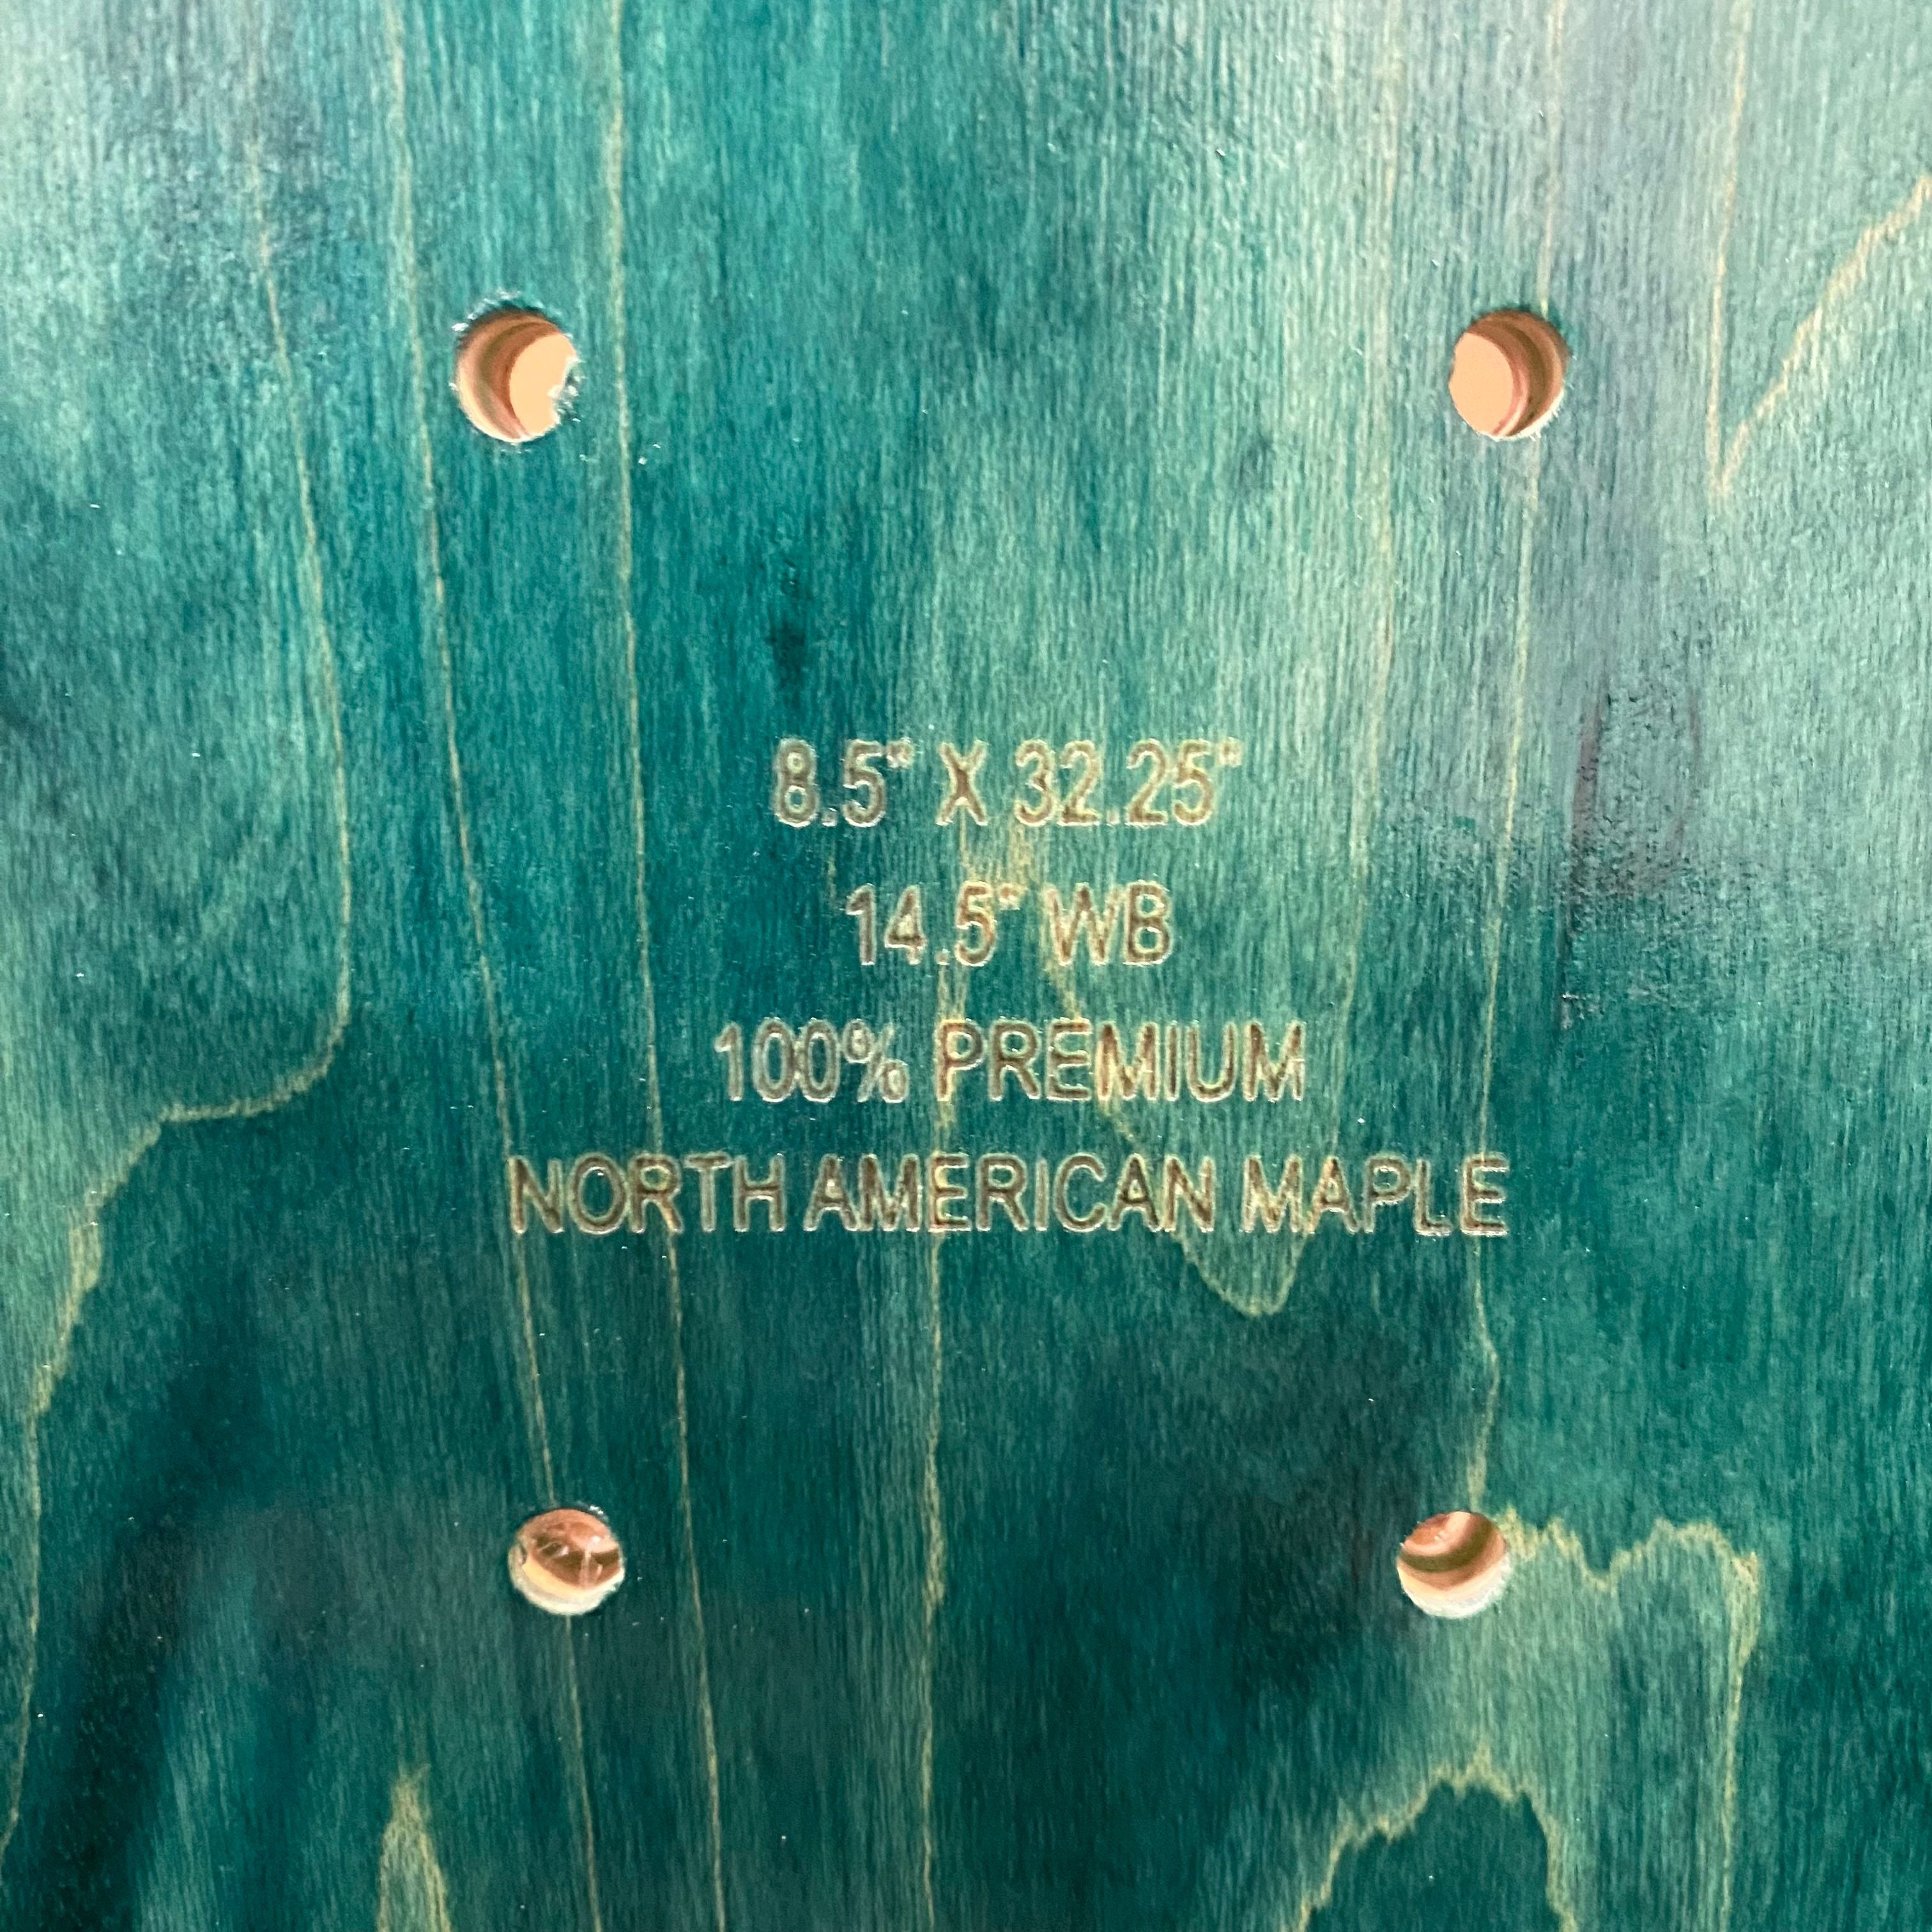 8.5" X 32.25"
14.5" WB
100% PREMIUM
NORTH AMERICAN MAPLE